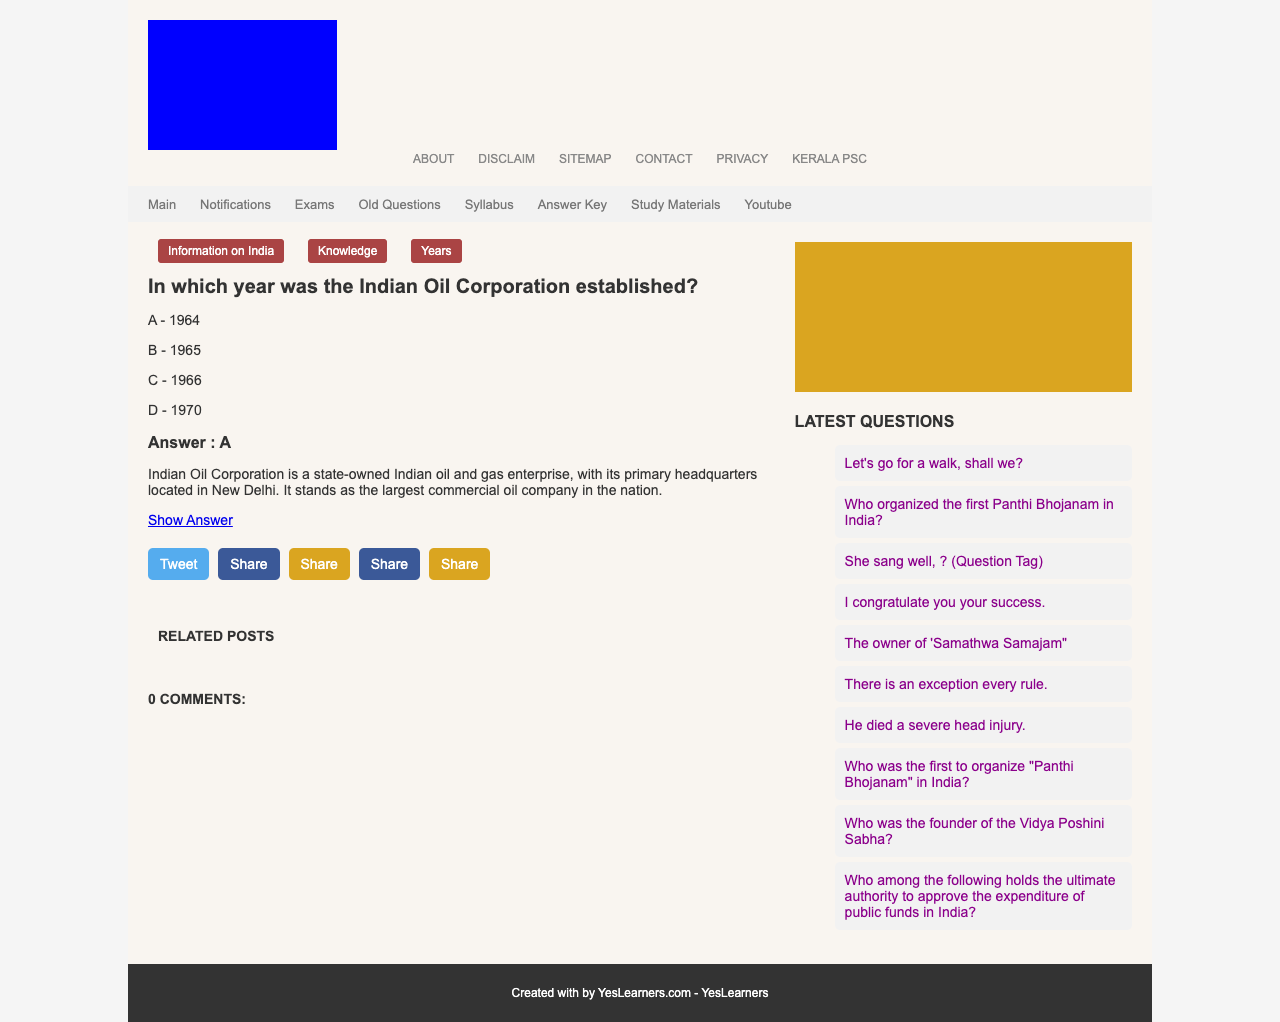 ABOUT DISCLAIM SITEMAP CONTACT PRIVACY KERALA PSC
Main Notifications Exams Old Questions Syllabus Answer Key Study Materials Youtube
Information on India Knowledge Years
In which year was the Indian Oil Corporation established?
A - 1964
B - 1965
C - 1966
D - 1970
Answer : A
Indian Oil Corporation is a state-owned Indian oil and gas enterprise, with its primary headquarters
located in New Delhi. It stands as the largest commercial oil company in the nation.
Show Answer
Tweet Share Share Share Share
RELATED POSTS
0 COMMENTS:
LATEST QUESTIONS
Let's go for a walk, shall we?
Who organized the first Panthi Bhojanam in
India?
She sang well, ? (Question Tag)
I congratulate you your success.
The owner of 'Samathwa Samajam"
There is an exception every rule.
He died a severe head injury.
Who was the first to organize "Panthi
Bhojanam" in India?
Who was the founder of the Vidya Poshini
Sabha?
Who among the following holds the ultimate
authority to approve the expenditure of
public funds in India?
Created with by YesLearners.com - YesLearners